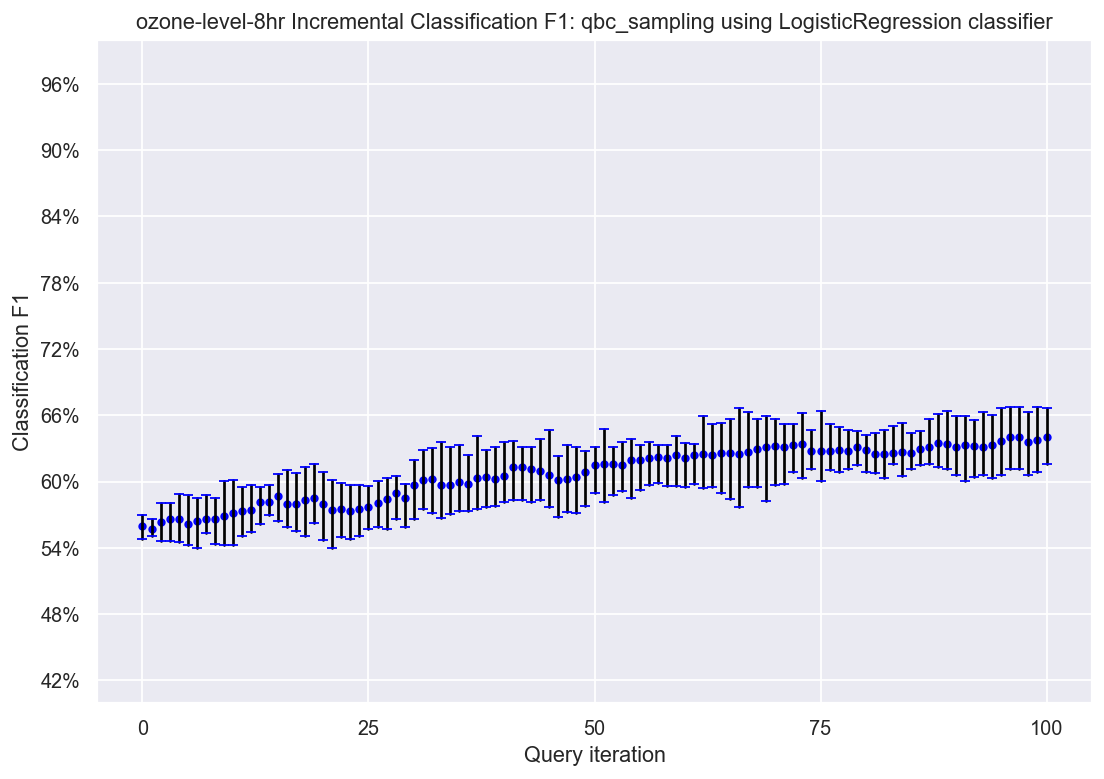 ozone-level-8hr Incremental Classification F1: qbc_sampling using LogisticRegression classifier
96%
90%
84%
78%
72%
66%
60%
54%
48%
42%
Classification F1
0 25 50 75 100
Query iteration